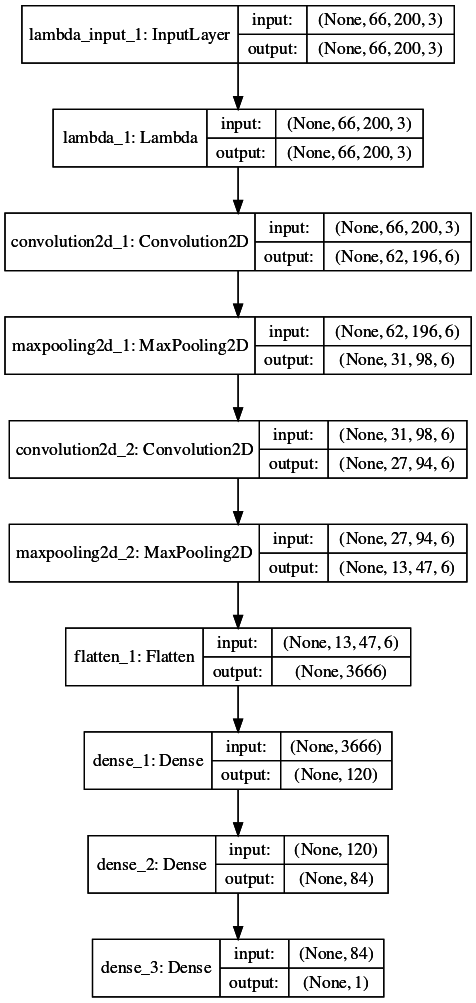 lambda_input_1: InputLayer
input: (None, 66, 200, 3)
output: (None, 66, 200, 3)
lambda_1: Lambda
input: (None, 66, 200, 3)
output: (None, 66, 200, 3)
convolution2d_1: Convolution2D
input: (None, 66, 200, 3)
output: (None, 62, 196, 6)
maxpooling2d_1: MaxPooling2D
input: (None, 62, 196, 6)
output: (None, 31, 98, 6)
convolution2d_2: Convolution2D
input: (None, 31, 98, 6)
output: (None, 27, 94, 6)
maxpooling2d_2: MaxPooling2D
input: (None, 27, 94, 6)
output: (None, 13, 47, 6)
flatten_1: Flatten
input: (None, 13, 47, 6)
output: (None, 3666)
dense_1: Dense
input: (None, 3666)
output: (None, 120)
dense_2: Dense
input: (None, 120)
output: (None, 84)
dense_3: Dense
input: (None, 84)
output: (None, 1)